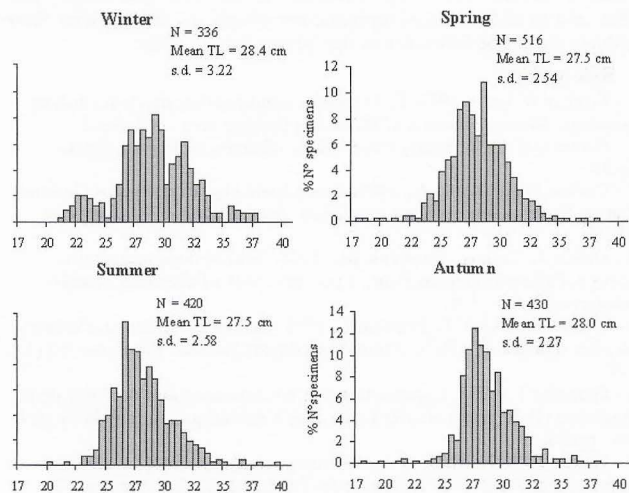 Winter
N = 336
Mean TL = 28.4 cm
s.d. = 3.22
17 20 22 25 27 30 32 35 37 40
Spring
N = 516
Mean TL = 27.5 cm
s.d. = 2.54
% N° specimens
12
10
8
6
4
2
0
17 20 22 25 27 30 32 35 37 40
Summer
N = 420
Mean TL = 27.5 cm
s.d. = 2.58
17 20 22 25 27 30 32 35 37 40
Autumn
N = 430
Mean TL = 28.0 cm
s.d. = 2.27
% N° specimens
14
12
10
8
6
4
2
0
17 20 22 25 27 30 32 35 37 40